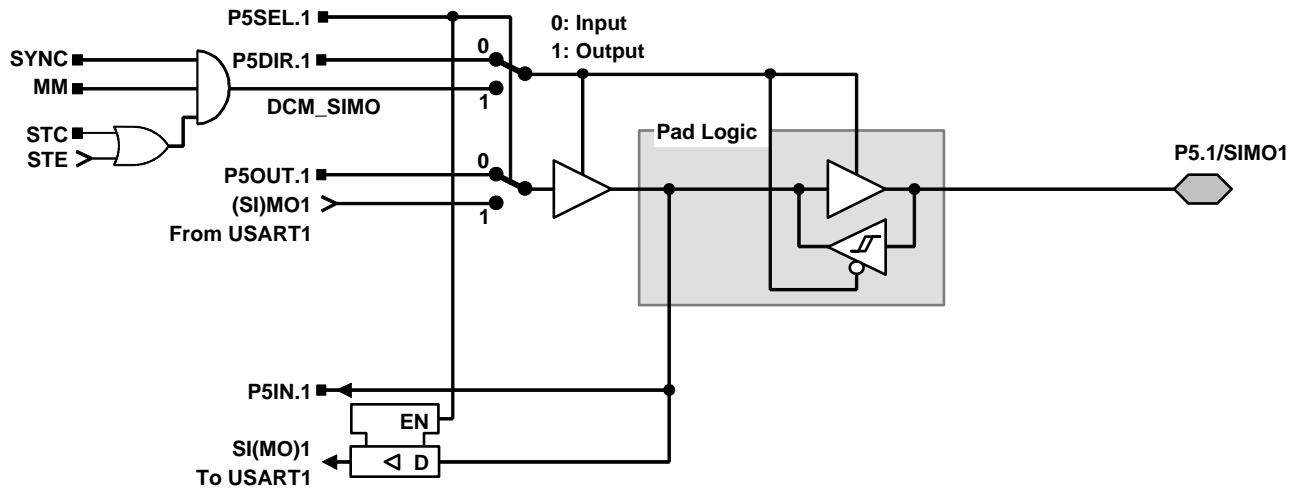 P5SEL.1
0: Input
1: Output
SYNC
P5DIR.1
0
MM
1
DCM_SIMO
STC
STE
Pad Logic
P5.1/SIMO1
P5OUT.1
0
(SI)MO1
1
From USART1
P5IN.1
EN
SI(MO)1
D
To USART1